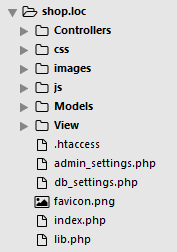 shop.loc
Controllers
css
images
js
Models
View
.htaccess
admin_settings.php
db_settings.php
favicon.png
index.php
lib.php